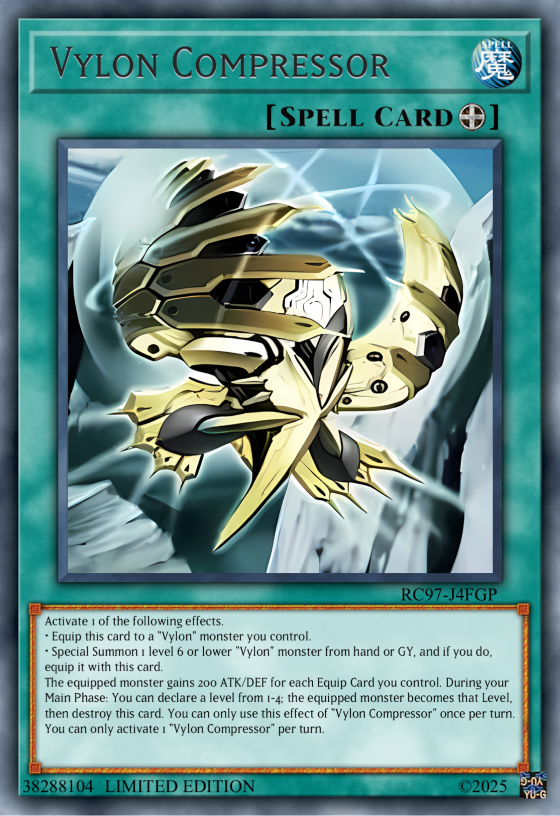 Vylon Compressor
SPELL
魔
[Spell Card]
RC97-J4FGP
Activate 1 of the following effects.
• Equip this card to a "Vylon" monster you control.
• Special Summon 1 level 6 or lower "Vylon" monster from hand or GY, and if you do,
equip it with this card.
The equipped monster gains 200 ATK/DEF for each Equip Card you control. During your
Main Phase: You can declare a level from 1-4; the equipped monster becomes that Level,
then destroy this card. You can only use this effect of "Vylon Compressor" once per turn.
You can only activate 1 "Vylon Compressor" per turn.
38288104 LIMITED EDITION
©2025
YU-G
YU-G